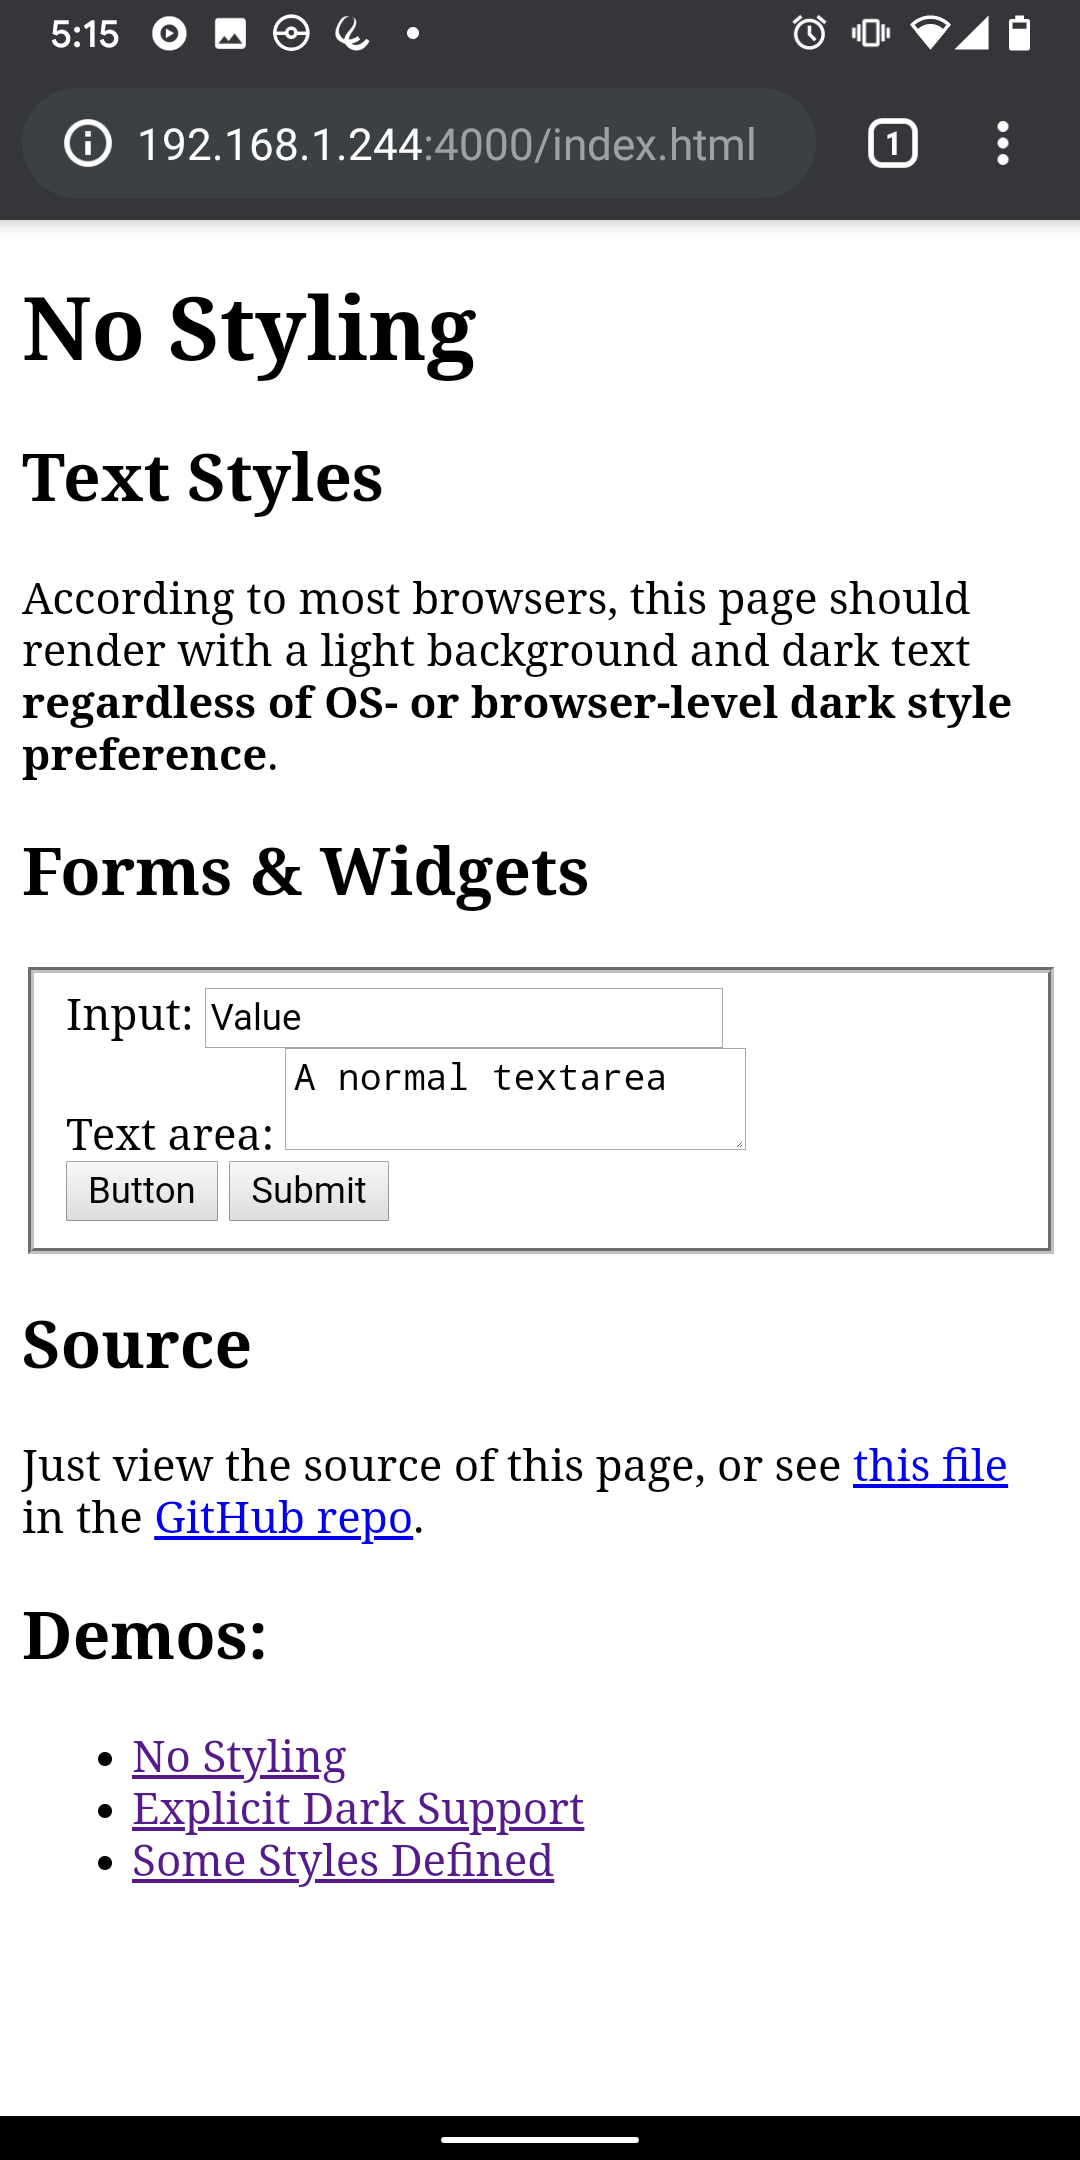 5:15
192.168.1.244:4000/index.html
1
No Styling
Text Styles
According to most browsers, this page should
render with a light background and dark text
regardless of OS- or browser-level dark style
preference.
Forms & Widgets
Input: Value
A normal textarea
Text area:
Button Submit
Source
Just view the source of this page, or see this file
in the GitHub repo.
Demos:
• No Styling
• Explicit Dark Support
• Some Styles Defined